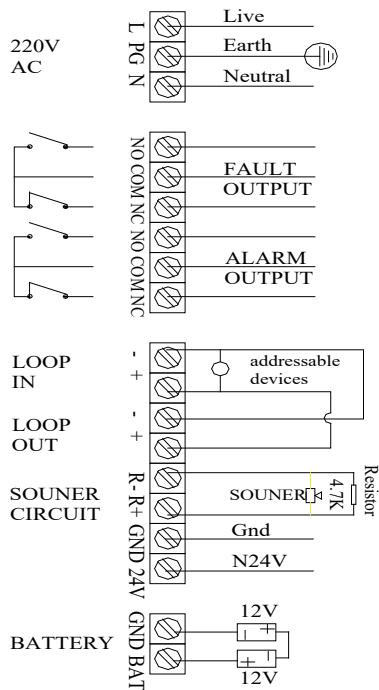 220V
AC
L PG N
Live
Earth
Neutral
NO COM NC NO COM NC
FAULT
OUTPUT
ALARM
OUTPUT
LOOP
IN
- +
addressable
devices
LOOP
OUT
- +
SOUNER
CIRCUIT
R- R+ GND 24V
SOUNER
4.7K
Resistor
Gnd
N24V
BATTERY
GND BAT
12V
- +
+ -
12V